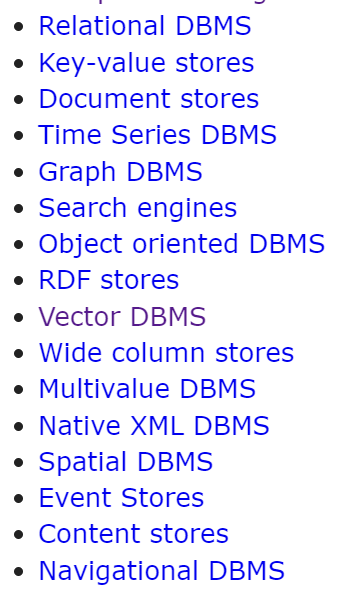 Relational DBMS
Key-value stores
Document stores
Time Series DBMS
Graph DBMS
Search engines
Object oriented DBMS
RDF stores
Vector DBMS
Wide column stores
Multivalue DBMS
Native XML DBMS
Spatial DBMS
Event Stores
Content stores
Navigational DBMS